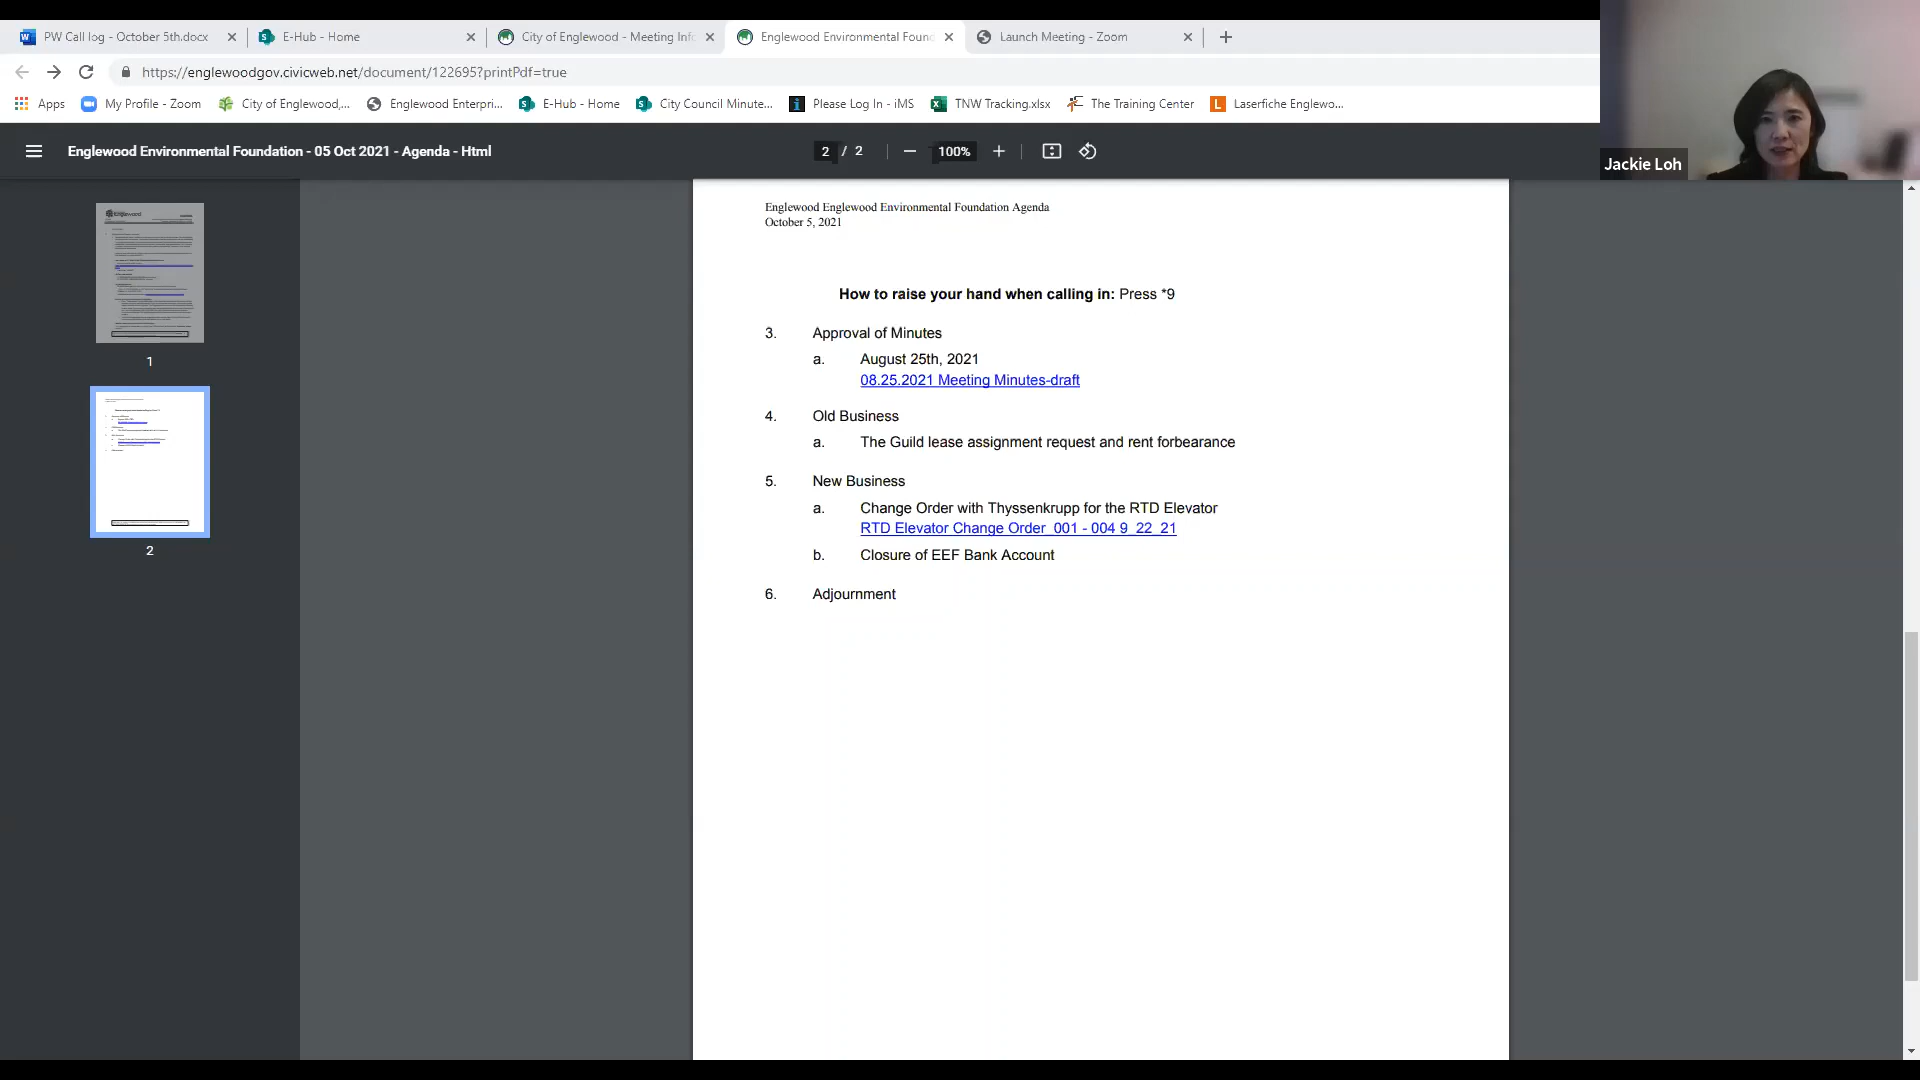 PW Call log - October 5th.docx
E-Hub - Home
City of Englewood - Meeting Inf
Englewood Environmental Foun
Launch Meeting - Zoom
https://englewoodgov.civicweb.net/document/122695?printPdf=true
Apps
My Profile - Zoom
City of Englewood,...
Englewood Enterpri...
E-Hub - Home
City Council Minute...
Please Log In - iMS
TNW Tracking.xlsx
The Training Center
Laserfiche Englewo...
Englewood Environmental Foundation - 05 Oct 2021 - Agenda - Html
2 / 2
100%
Jackie Loh
1
2
Englewood Englewood Environmental Foundation Agenda
October 5, 2021
How to raise your hand when calling in: Press *9
3. Approval of Minutes
a. August 25th, 2021
08.25.2021 Meeting Minutes-draft
4. Old Business
a. The Guild lease assignment request and rent forbearance
5. New Business
a. Change Order with Thyssenkrupp for the RTD Elevator
RTD Elevator Change Order_001 - 004 9_22_21
b. Closure of EEF Bank Account
6. Adjournment